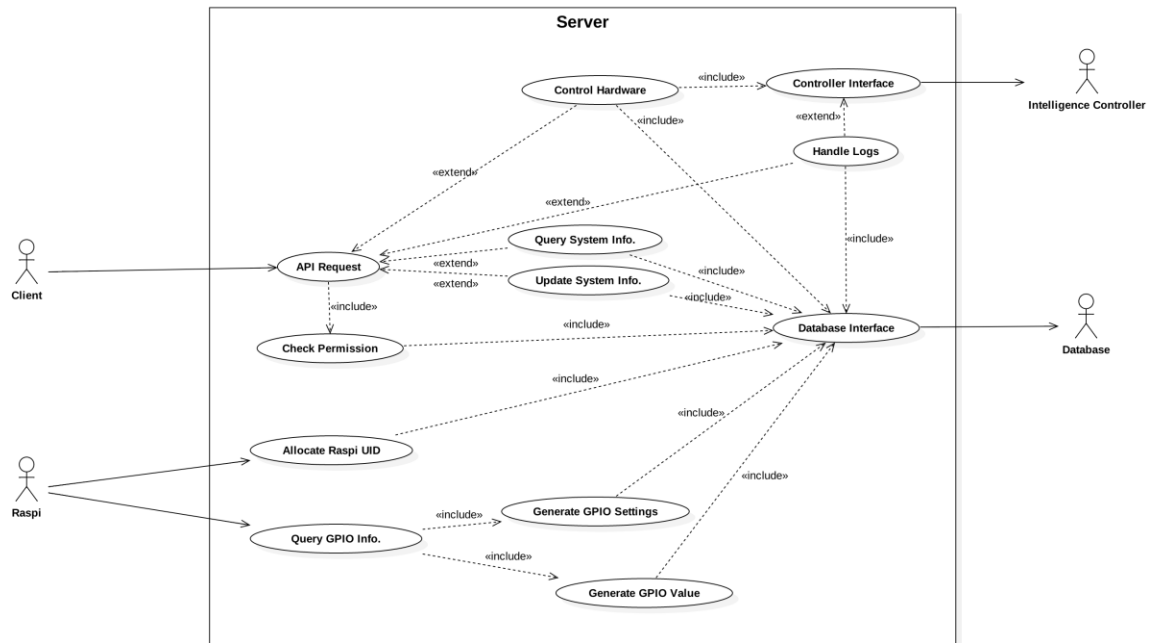 Server
Control Hardware
«include»
Controller Interface
Intelligence Controller
«include»
«extend»
Handle Logs
«extend»
«extend»
Query System Info.
«include»
Client
API Request
«extend»
«extend»
Update System Info.
«include»
«include»
«include»
Check Permission
«include»
Database Interface
Database
«include»
Allocate Raspi UID
«include»
«include»
Raspi
Query GPIO Info.
«include»
Generate GPIO Settings
«include»
Generate GPIO Value